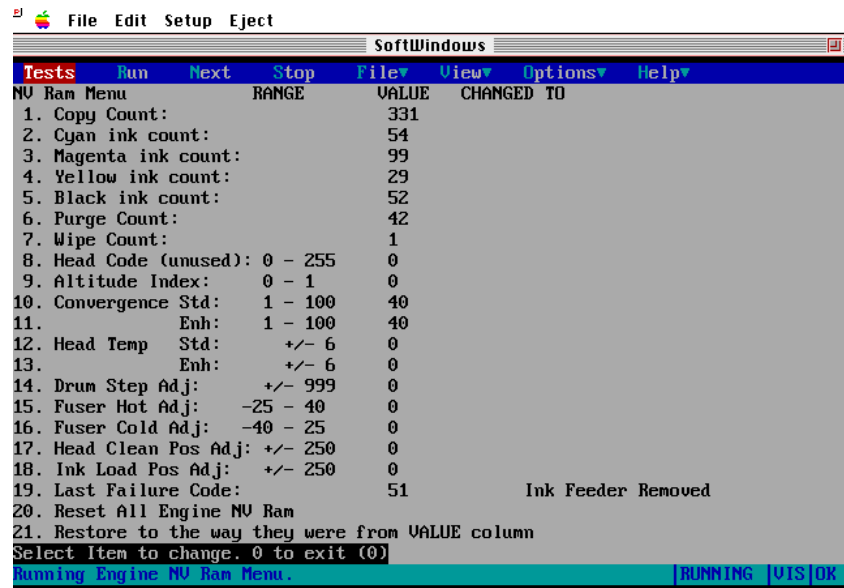 File Edit Setup Eject
SoftWindows
Tests Run Next Stop File▼ View▼ Options▼ Help▼
NV Ram Menu RANGE VALUE CHANGED TO
1. Copy Count: 331
2. Cyan ink count: 54
3. Magenta ink count: 99
4. Yellow ink count: 29
5. Black ink count: 52
6. Purge Count: 42
7. Wipe Count: 1
8. Head Code (unused): 0 - 255 0
9. Altitude Index: 0 - 1 0
10. Convergence Std: 1 - 100 40
11. Enh: 1 - 100 40
12. Head Temp Std: +/- 6 0
13. Enh: +/- 6 0
14. Drum Step Adj: +/- 999 0
15. Fuser Hot Adj: -25 - 40 0
16. Fuser Cold Adj: -40 - 25 0
17. Head Clean Pos Adj: +/- 250 0
18. Ink Load Pos Adj: +/- 250 0
19. Last Failure Code: 51 Ink Feeder Removed
20. Reset All Engine NV Ram
21. Restore to the way they were from VALUE column
Select Item to change. 0 to exit (0)
Running Engine NV Ram Menu. RUNNING VIS OK